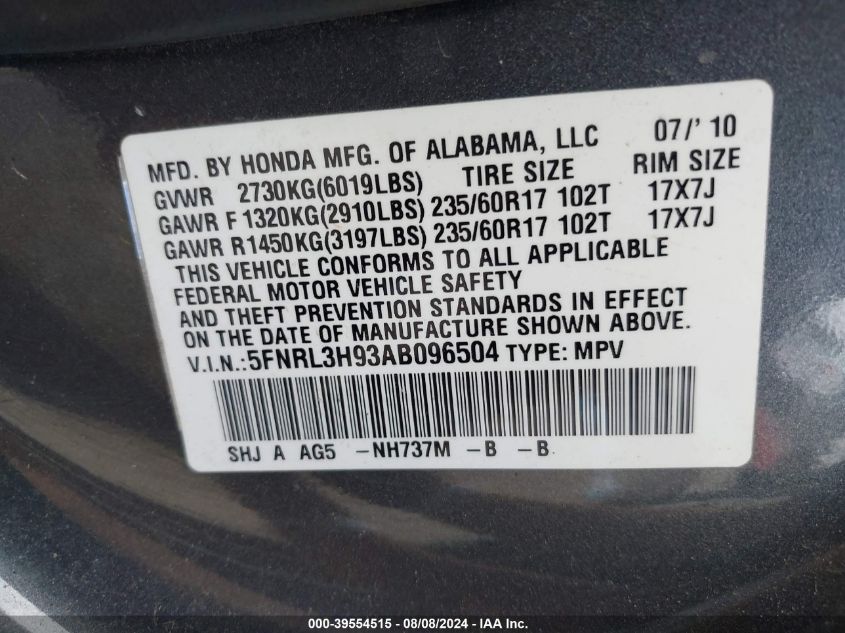 MFD. BY HONDA MFG. OF ALABAMA, LLC 07/' 10
GVWR 2730KG(6019LBS) TIRE SIZE RIM SIZE
GAWR F 1320KG(2910LBS) 235/60R17 102T 17X7J
GAWR R1450KG(3197LBS) 235/60R17 102T 17X7J
THIS VEHICLE CONFORMS TO ALL APPLICABLE
FEDERAL MOTOR VEHICLE SAFETY
AND THEFT PREVENTION STANDARDS IN EFFECT
ON THE DATE OF MANUFACTURE SHOWN ABOVE.
V.I.N.:5FNRL3H93AB096504 TYPE: MPV
SHJ A AG5 -NH737M -B -B
000-39554515 - 08/08/2024 - IAA Inc.